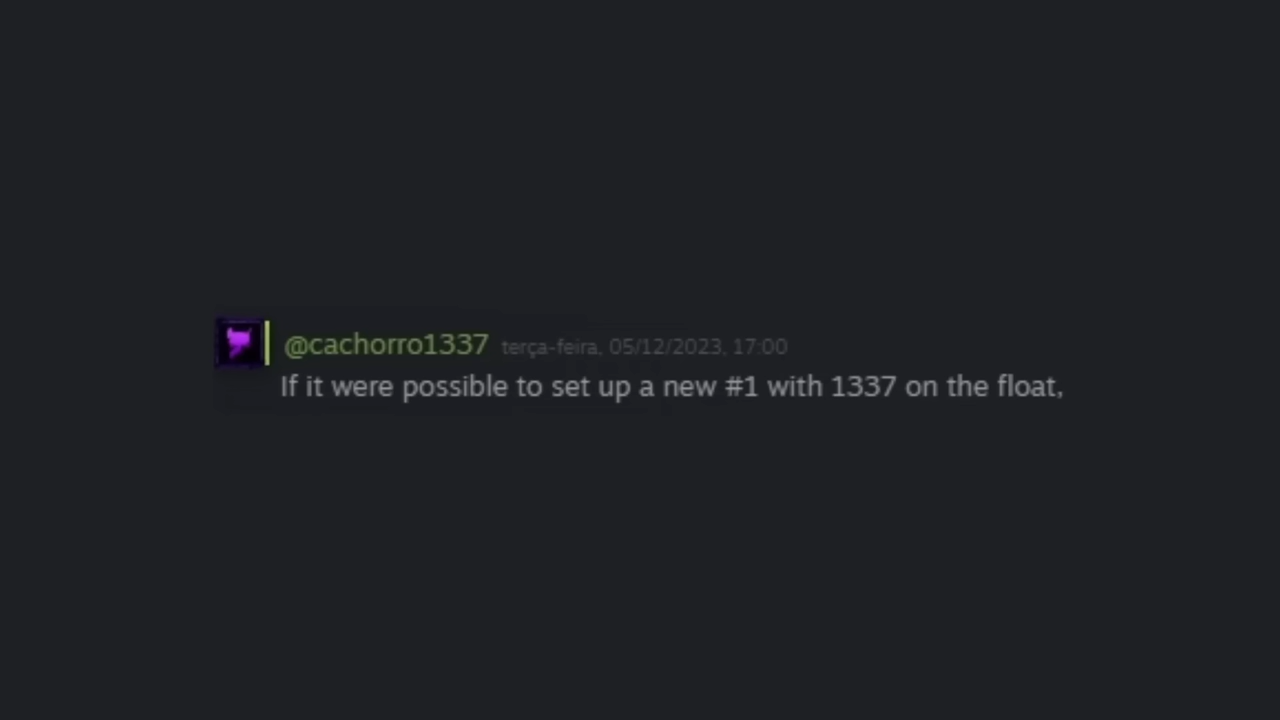 @cachorro1337 terça-feira, 05/12/2023, 17:00
If it were possible to set up a new #1 with 1337 on the float,